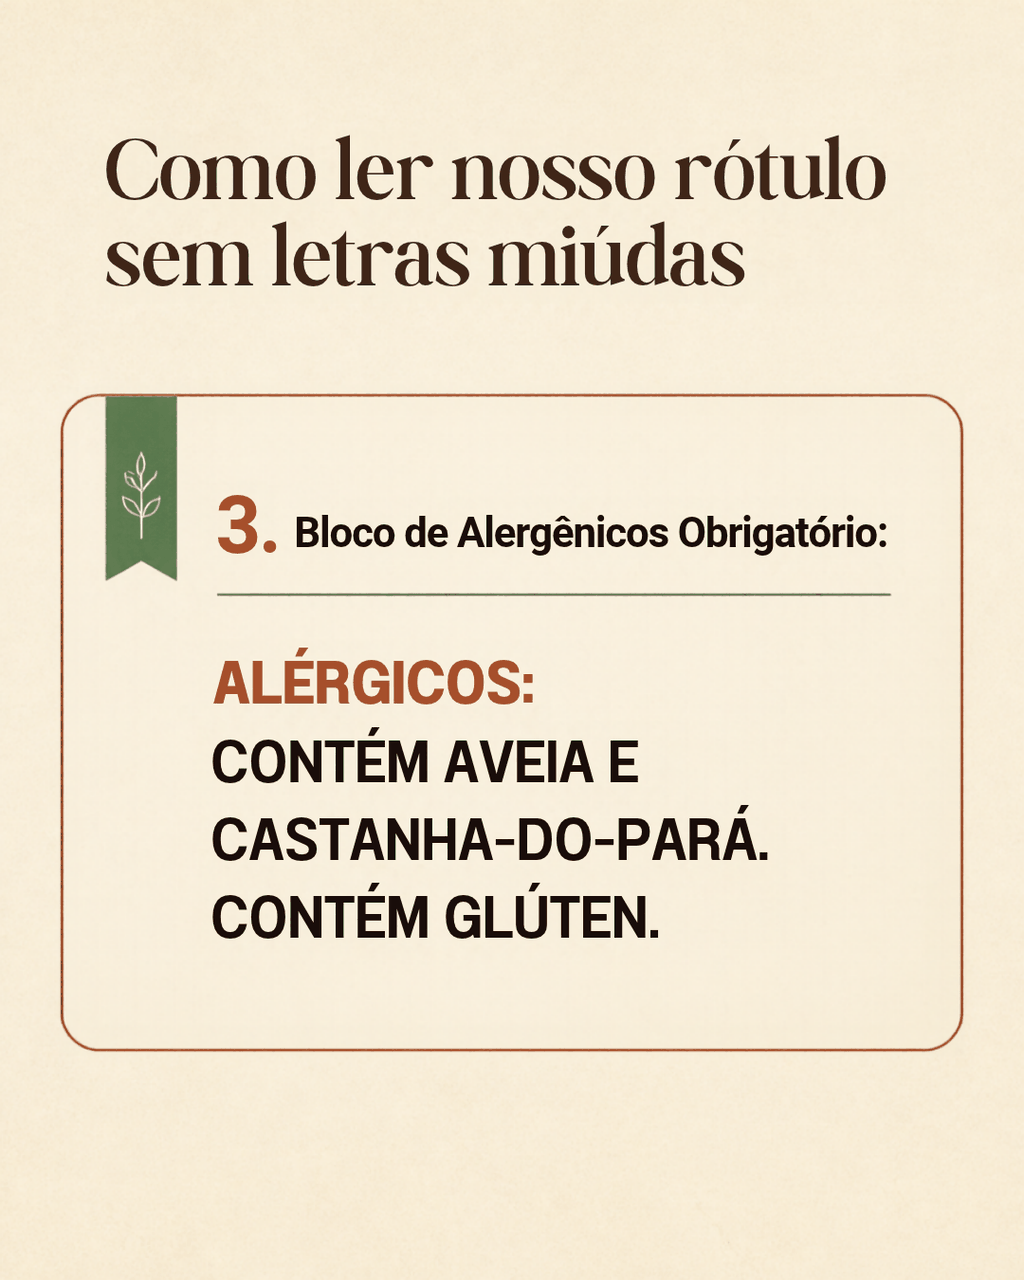 Como ler nosso rótulo
sem letras miúdas
3. Bloco de Alergênicos Obrigatório:
ALÉRGICOS:
CONTÉM AVEIA E
CASTANHA-DO-PARÁ.
CONTÉM GLÚTEN.